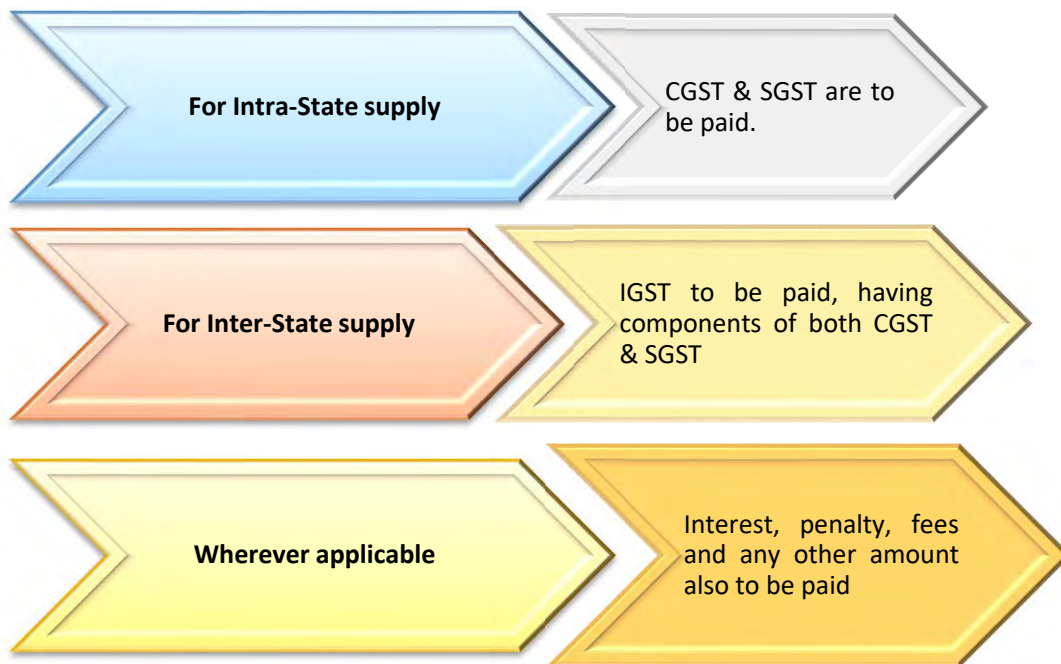 For Intra-State supply
CGST & SGST are to
be paid.
For Inter-State supply
IGST to be paid, having
components of both CGST
& SGST
Wherever applicable
Interest, penalty, fees
and any other amount
also to be paid